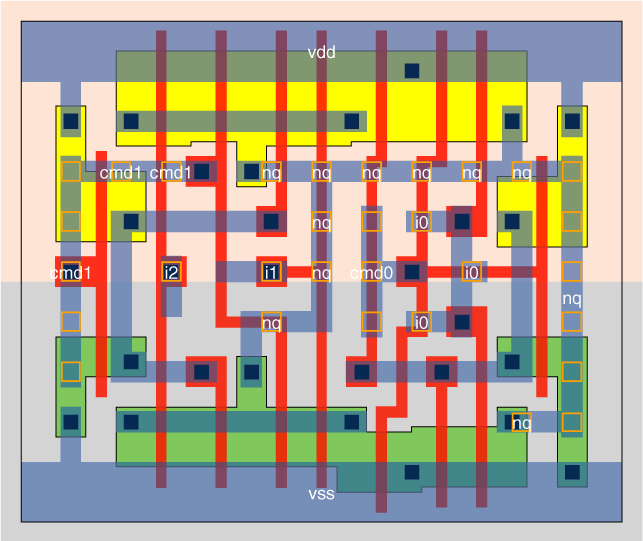 vdd
cmd1 cmd1 nq nq nq nq nq nq
nq i0
cmd1 i2 i1 nq cmd0 i0
nq
nq i0
nq
vss